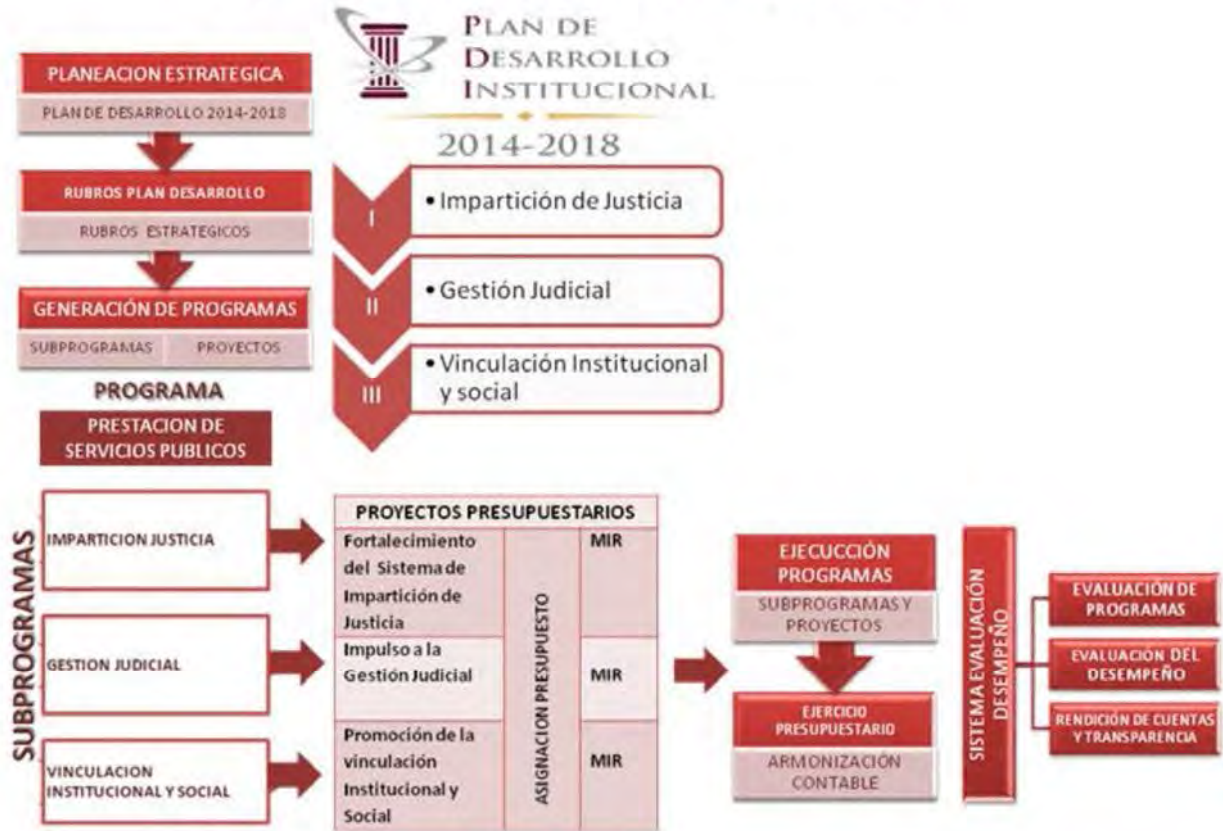 PLANEACION ESTRATEGICA
PLAN DE DESARROLLO 2014-2018
RUBROS PLAN DESARROLLO
RUBROS ESTRATEGICOS
GENERACIÓN DE PROGRAMAS
SUBPROGRAMAS
PROYECTOS
PLAN DE
DESARROLLO
INSTITUCIONAL
2014-2018
I
• Impartición de Justicia
II
• Gestión Judicial
III
• Vinculación Institucional
y social
PROGRAMA
PRESTACION DE
SERVICIOS PUBLICOS
SUBPROGRAMAS
IMPARTICION JUSTICIA
GESTION JUDICIAL
VINCULACION
INSTITUCIONAL Y SOCIAL
PROYECTOS PRESUPUESTARIOS
Fortalecimiento
del Sistema de
Impartición de
Justicia
Impulso a la
Gestión Judicial
Promoción de la
vinculación
Institucional y
Social
ASIGNACION PRESUPUESTO
MIR
MIR
MIR
EJECUCCIÓN
PROGRAMAS
SUBPROGRAMAS Y
PROYECTOS
EJERCICIO
PRESUPUESTARIO
ARMONIZACIÓN
CONTABLE
SISTEMA EVALUACIÓN
DESEMPEÑO
EVALUACIÓN DE
PROGRAMAS
EVALUACIÓN DEL
DESEMPEÑO
RENDICIÓN DE CUENTAS
Y TRANSPARENCIA